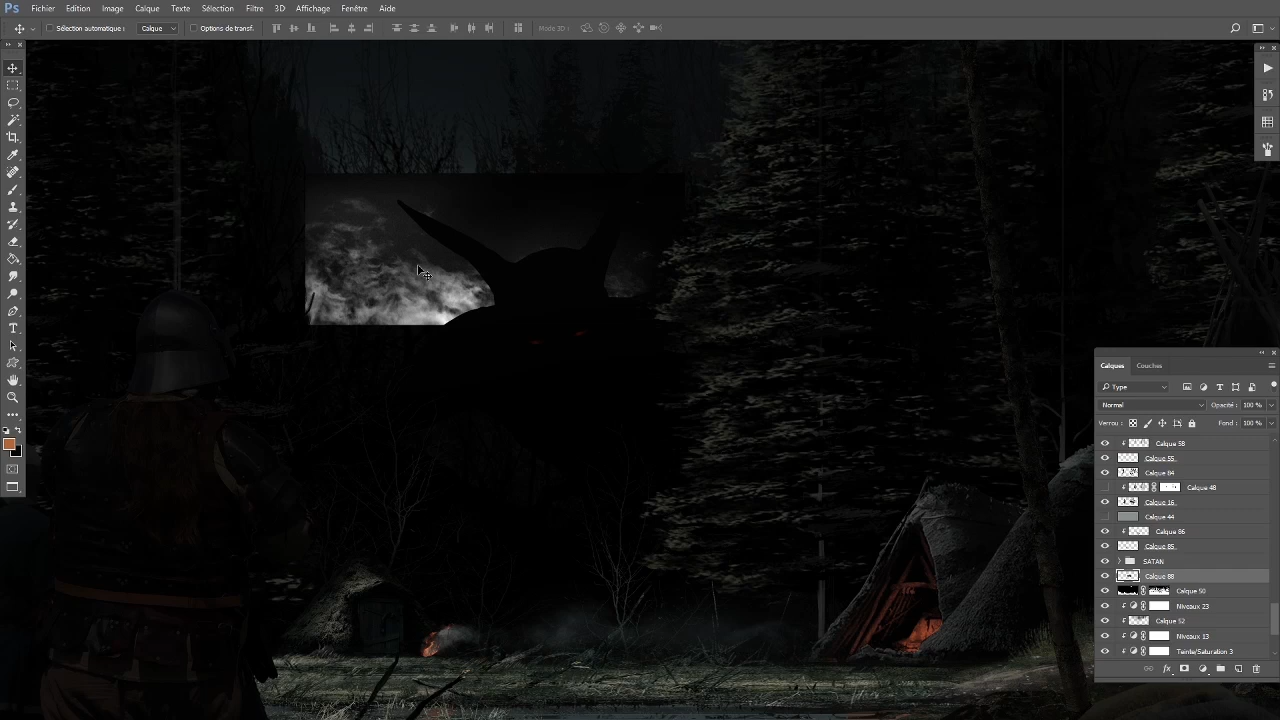 Ps Fichier Edition Image Calque Texte Sélection Filtre 3D Affichage Fenêtre Aide
Sélection automatique : Calque Options de transf. Mode 3D :
Calques Couches
Type
Normal Opacité : 100 %
Verrou : Fond : 100 %
Calque 58
Calque 55
Calque 84
Calque 48
Calque 16
Calque 44
Calque 86
Calque 85
SATAN
Calque 88
Calque 50
Niveaux 23
Calque 52
Niveaux 13
Teinte/Saturation 3